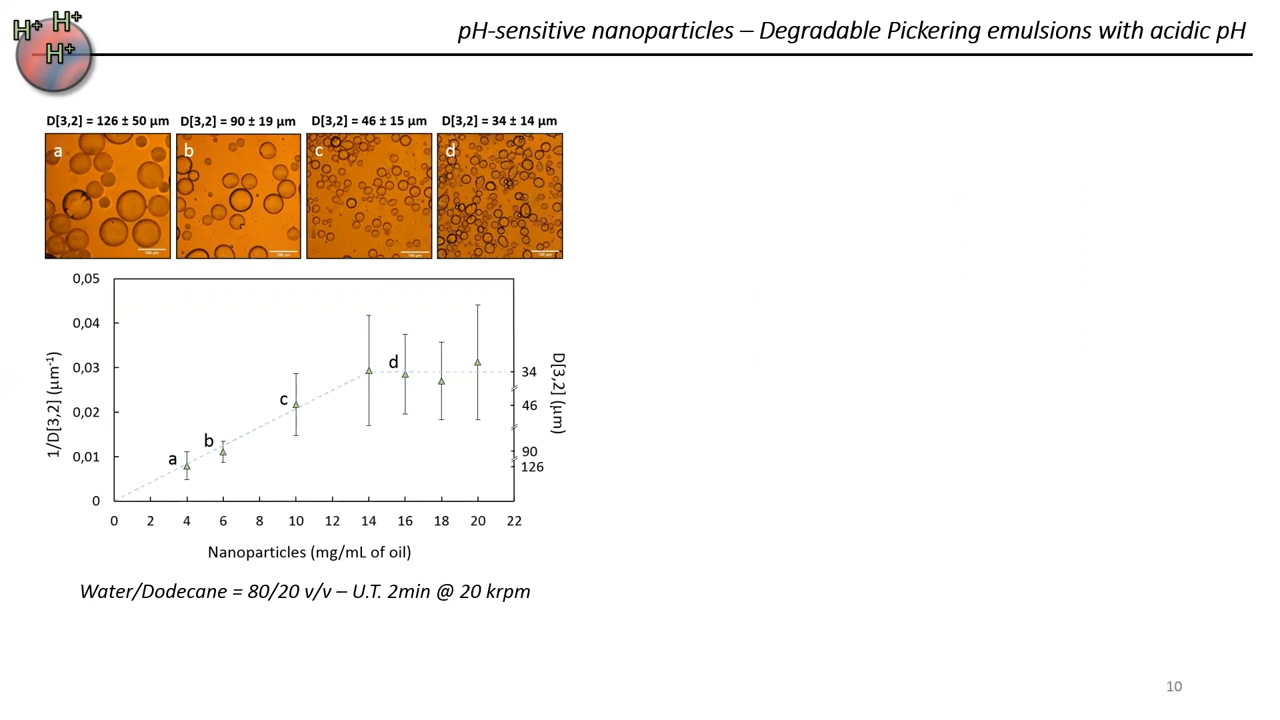 H⁺ H⁺
H⁺
pH-sensitive nanoparticles – Degradable Pickering emulsions with acidic pH
D[3,2] = 126 ± 50 µm D[3,2] = 90 ± 19 µm D[3,2] = 46 ± 15 µm D[3,2] = 34 ± 14 µm
a b c d
0,05
0,04
0,03
0,02
0,01
0
1/D[3,2] (µm⁻¹)
a
b
c
d
34
46
90
126
D[3,2] (µm)
0 2 4 6 8 10 12 14 16 18 20 22
Nanoparticles (mg/mL of oil)
Water/Dodecane = 80/20 v/v – U.T. 2min @ 20 krpm
10